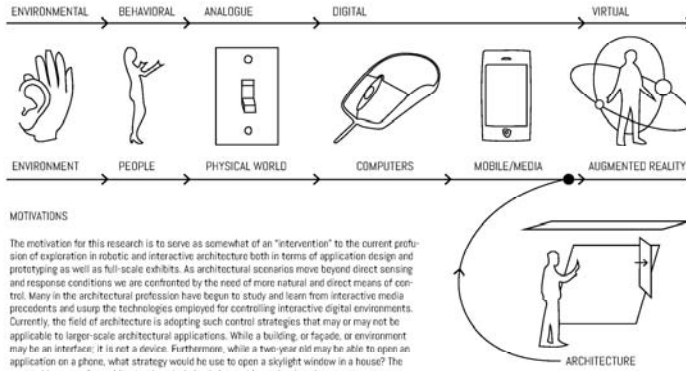 ENVIRONMENTAL BEHAVIORAL ANALOGUE DIGITAL VIRTUAL
ENVIRONMENT PEOPLE PHYSICAL WORLD COMPUTERS MOBILE/MEDIA AUGMENTED REALITY
MOTIVATIONS
The motivation for this research is to serve as somewhat of an "intervention" to the current profu-
sion of exploration in robotic and interactive architecture both in terms of application design and
prototyping as well as full-scale exhibits. As architectural scenarios move beyond direct sensing
and response conditions we are confronted by the need of more natural and direct means of con-
trol. Many in the architectural profession have begun to study and learn from interactive media
precedents and usurp the technologies employed for controlling interactive digital environments.
Currently, the field of architecture is adopting such control strategies that may or may not be
applicable to larger-scale architectural applications. While a building, or façade, or environment
may be an interface; it is not a device. Furthermore, while a two-year old may be able to open an
application on a phone, what strategy would he use to open a skylight window in a house? The
ARCHITECTURE